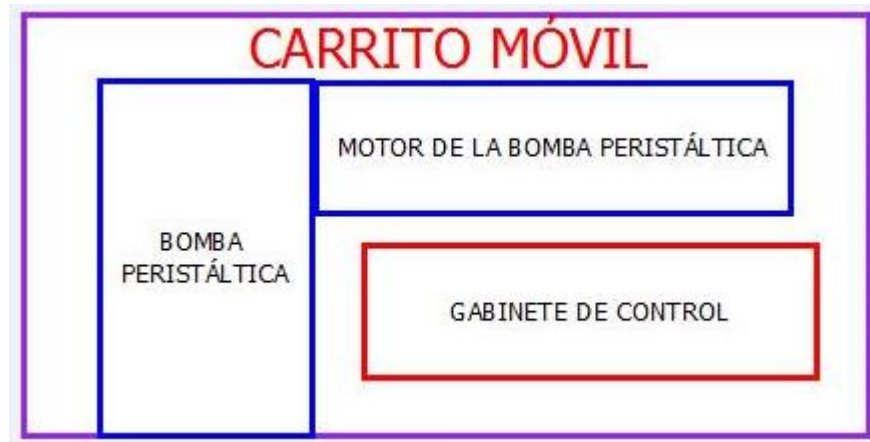 CARRITO MÓVIL
MOTOR DE LA BOMBA PERISTÁLTICA
BOMBA
PERISTÁLTICA
GABINETE DE CONTROL